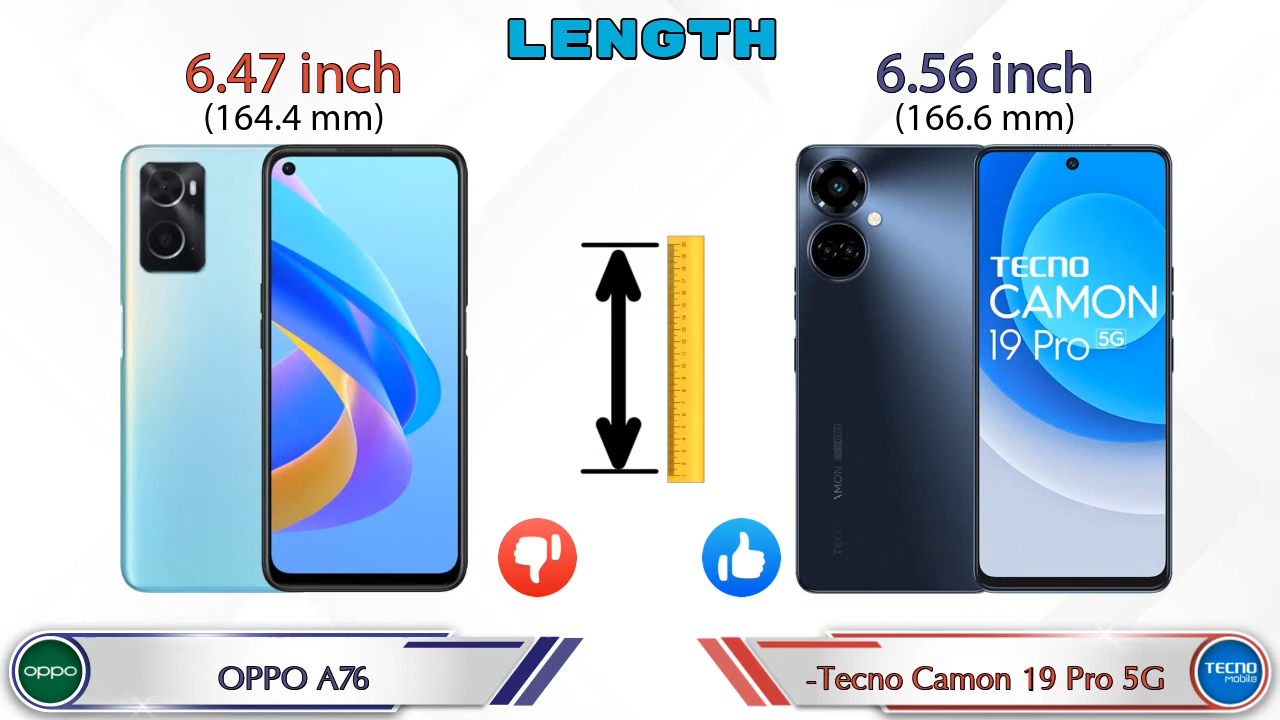 LENGTH
6.47 inch
(164.4 mm)
6.56 inch
(166.6 mm)
TECNO
CAMON
19 Pro 5G
oppo
OPPO A76
-Tecno Camon 19 Pro 5G
TECNO
mobile